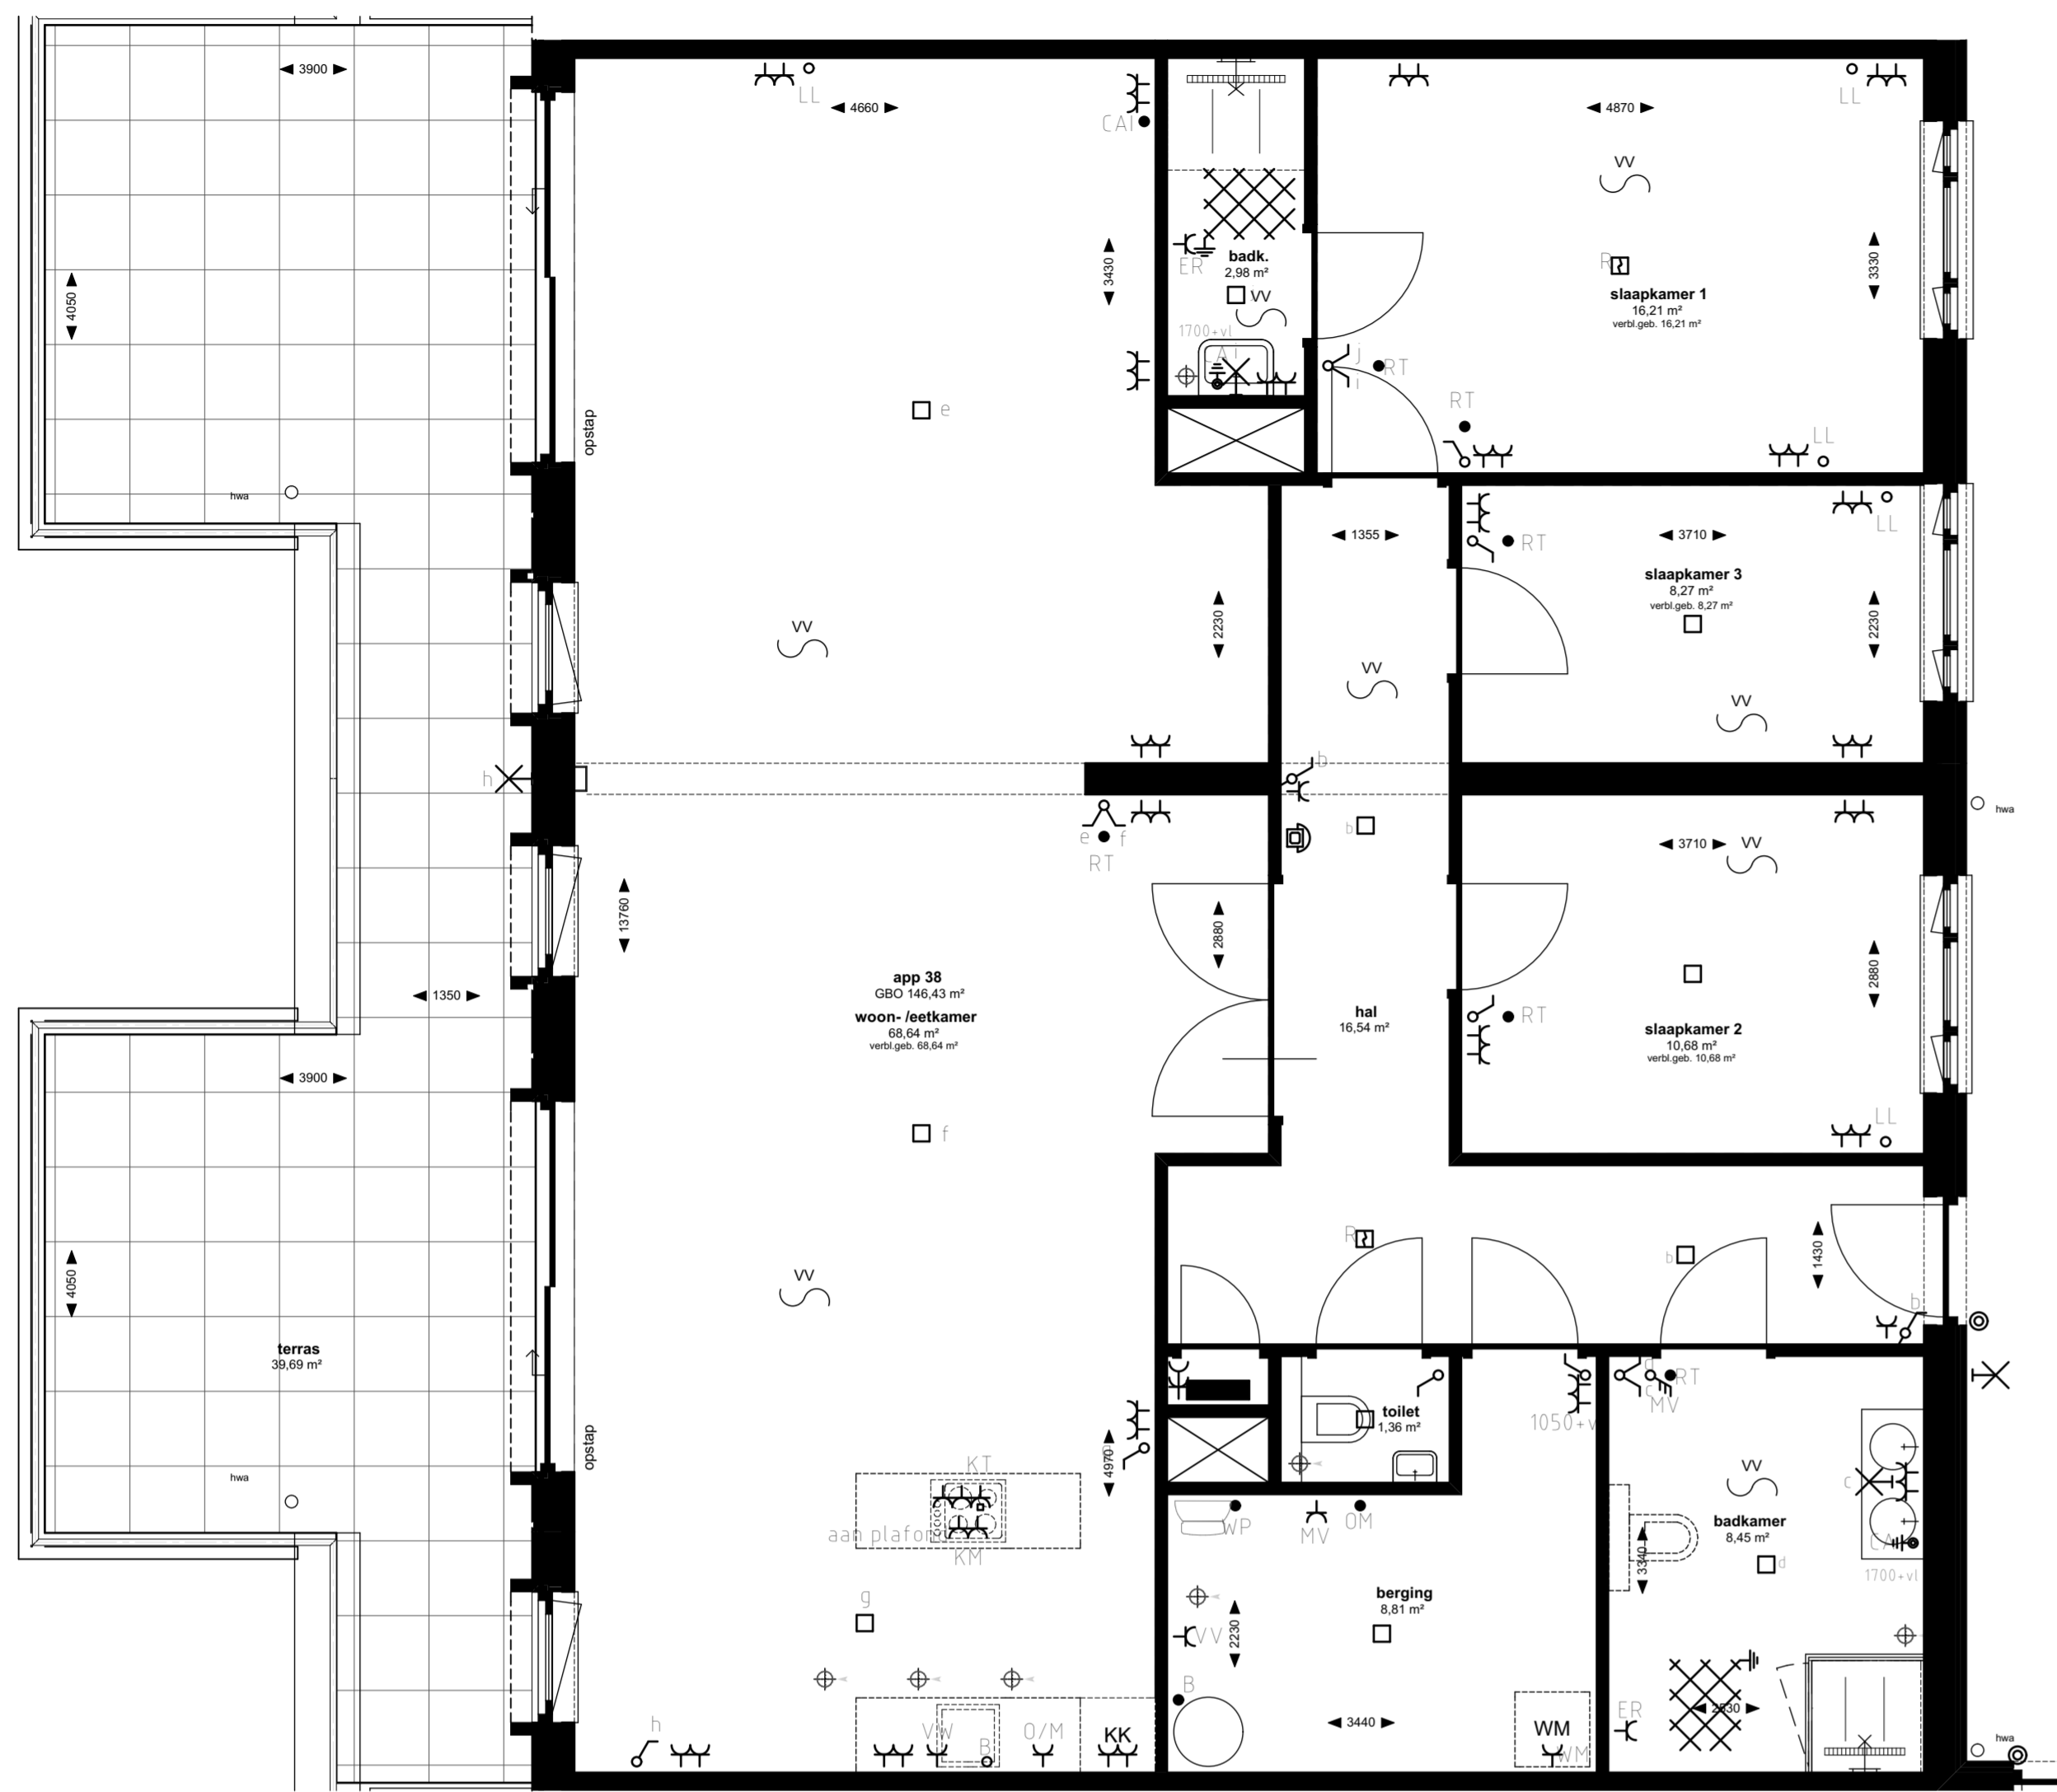 3900
LL
4660
CAI
4870
LL
VV
R
4050
3430
ER
badk.
2,98 m²
VV
slaapkamer 1
16,21 m²
verbl.geb. 16,21 m²
3330
1700+vl
j
i
RT
opstap
e
RT
LL
hwa
1355
RT
3710
LL
slaapkamer 3
8,27 m²
verbl.geb. 8,27 m²
2230
2230
VV
VV
VV
h
b
hwa
e f
RT
b
3710
VV
13760
2880
2880
1350
app 38
GBO 146,43 m²
woon- /eetkamer
68,64 m²
verbl.geb. 68,64 m²
hal
16,54 m²
RT
slaapkamer 2
10,68 m²
verbl.geb. 10,68 m²
3900
f
LL
4050
VV
R
b
1430
b
terras
39,69 m²
RT
MV
toilet
1,36 m²
1050+v
opstap
4970
hwa
KT
aan plafon
KM
WP
MV
OM
VV
c
badkamer
8,45 m²
CA
d
1700+vl
3340
g
berging
8,81 m²
VV
2230
B
h
VW
B
O/M
KK
3440
WM
WM
ER
2530
hwa